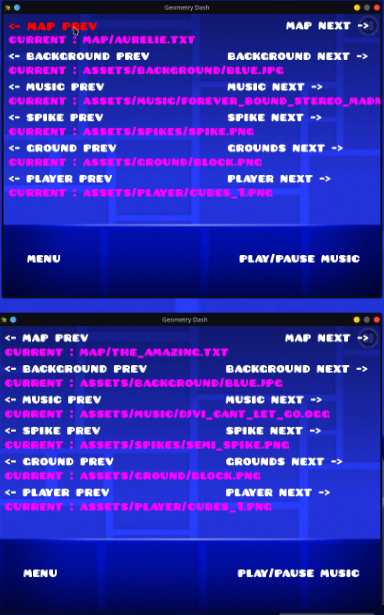 Geometry Dash
<- MAP PREV MAP NEXT ->
CURRENT : MAP/AURELIE.TXT
<- BACKGROUND PREV BACKGROUND NEXT ->
CURRENT : ASSETS/BACKGROUND/BLUE.JPG
<- MUSIC PREV MUSIC NEXT ->
CURRENT : ASSETS/MUSIC/FOREVER_BOUND_STEREO_MADN
<- SPIKE PREV SPIKE NEXT ->
CURRENT : ASSETS/SPIKES/SPIKE.PNG
<- GROUND PREV GROUNDS NEXT ->
CURRENT : ASSETS/GROUND/BLOCK.PNG
<- PLAYER PREV PLAYER NEXT ->
CURRENT : ASSETS/PLAYER/CUBES_1.PNG
MENU PLAY/PAUSE MUSIC
Geometry Dash
<- MAP PREV MAP NEXT ->
CURRENT : MAP/THE_AMAZING.TXT
<- BACKGROUND PREV BACKGROUND NEXT ->
CURRENT : ASSETS/BACKGROUND/BLUE.JPG
<- MUSIC PREV MUSIC NEXT ->
CURRENT : ASSETS/MUSIC/DJVI_CANT_LET_GO.OGG
<- SPIKE PREV SPIKE NEXT ->
CURRENT : ASSETS/SPIKES/SEMI_SPIKE.PNG
<- GROUND PREV GROUNDS NEXT ->
CURRENT : ASSETS/GROUND/BLOCK.PNG
<- PLAYER PREV PLAYER NEXT ->
CURRENT : ASSETS/PLAYER/CUBES_1.PNG
MENU PLAY/PAUSE MUSIC